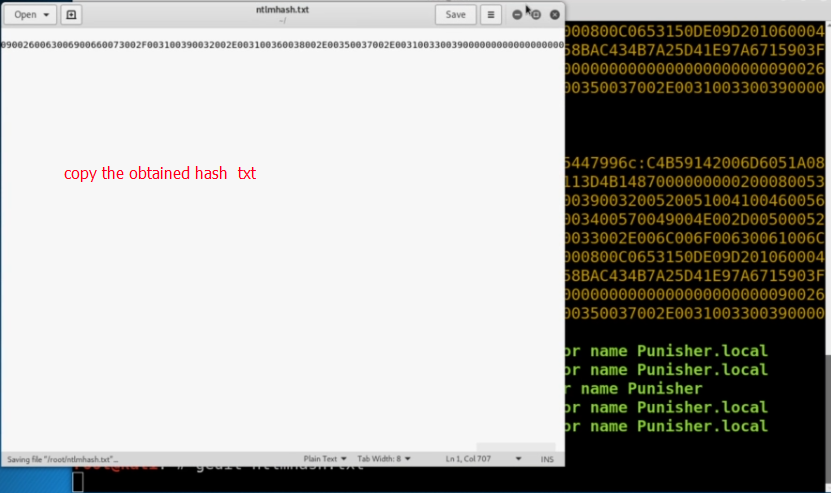 ntlmhash.txt
Open
~/
Save
0900260063006900660073002F003100390032002E003100360038002E00350037002E003100330039000000000000000000
copy the obtained hash  txt
Saving file "/root/ntlmhash.txt"...
Plain Text
Tab Width: 8
Ln 1, Col 707
INS
000800C0653150DE09D201060004
58BAC434B7A25D41E97A6715903F
0000000000000000000000090026
00350037002E0031003300390000
5447996c:C4B59142006D6051A08
113D4B1487000000000200080053
0039003200520051004100460056
003400570049004E002D00500052
0033002E006C006F00630061006C
000800C0653150DE09D201060004
58BAC434B7A25D41E97A6715903F
0000000000000000000000090026
00350037002E0031003300390000
or name Punisher.local
or name Punisher.local
r name Punisher
or name Punisher.local
or name Punisher.local
# gedit ntlmhash.txt